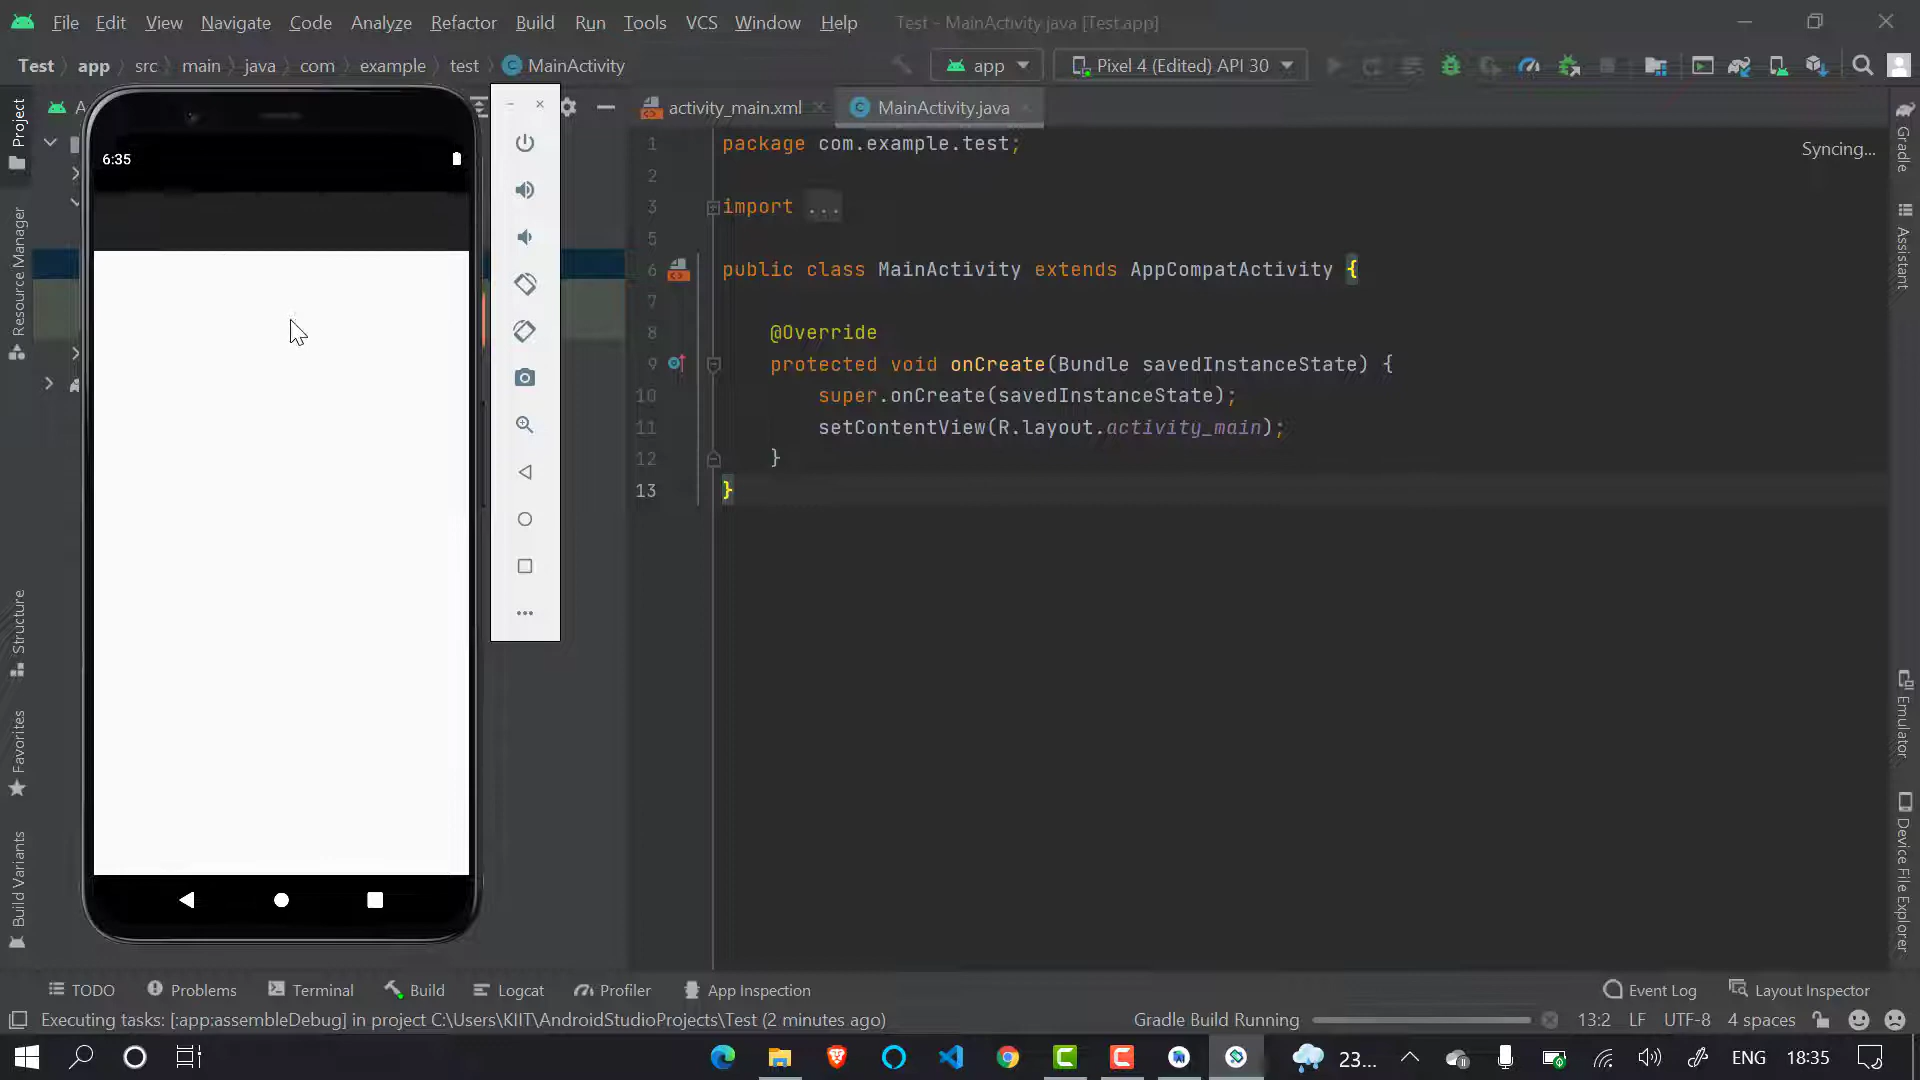 File Edit View Navigate Code Analyze Refactor Build Run Tools VCS Window Help Test - MainActivity.java [Test.app]
Test app src main java com example test MainActivity app Pixel 4 (Edited) API 30
activity_main.xml MainActivity.java
Project
Resource Manager
Structure
Favorites
Build Variants
6:35
1 package com.example.test;
2
3 import ...
5
6 public class MainActivity extends AppCompatActivity {
7
8 @Override
9 protected void onCreate(Bundle savedInstanceState) {
10 super.onCreate(savedInstanceState);
11 setContentView(R.layout.activity_main);
12 }
13 }
Syncing...
Gradle
Assistant
Emulator
Device File Explorer
TODO Problems Terminal Build Logcat Profiler App Inspection Event Log Layout Inspector
Executing tasks: [:app:assembleDebug] in project C:\Users\KIIT\AndroidStudioProjects\Test (2 minutes ago) Gradle Build Running 13:2 LF UTF-8 4 spaces
23... ENG 18:35